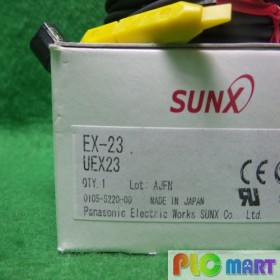 SUNX
EX-23
UEX23
QTY.1 Lot: AJFN
0105-5220-00 MADE IN JAPAN
Panasonic Electric Works SUNX Co., Ltd.
CE
PLC MART